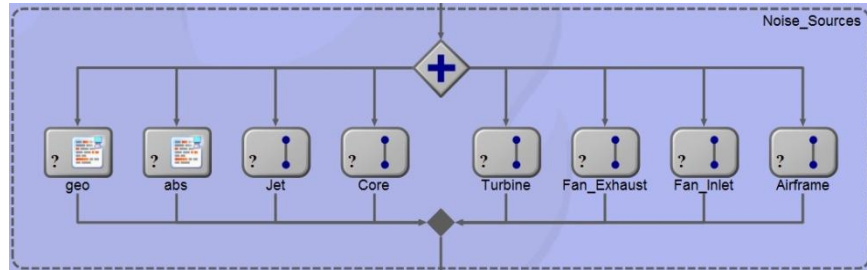 Noise_Sources
? ? ? ? ? ? ? ?
geo abs Jet Core Turbine Fan_Exhaust Fan_Inlet Airframe